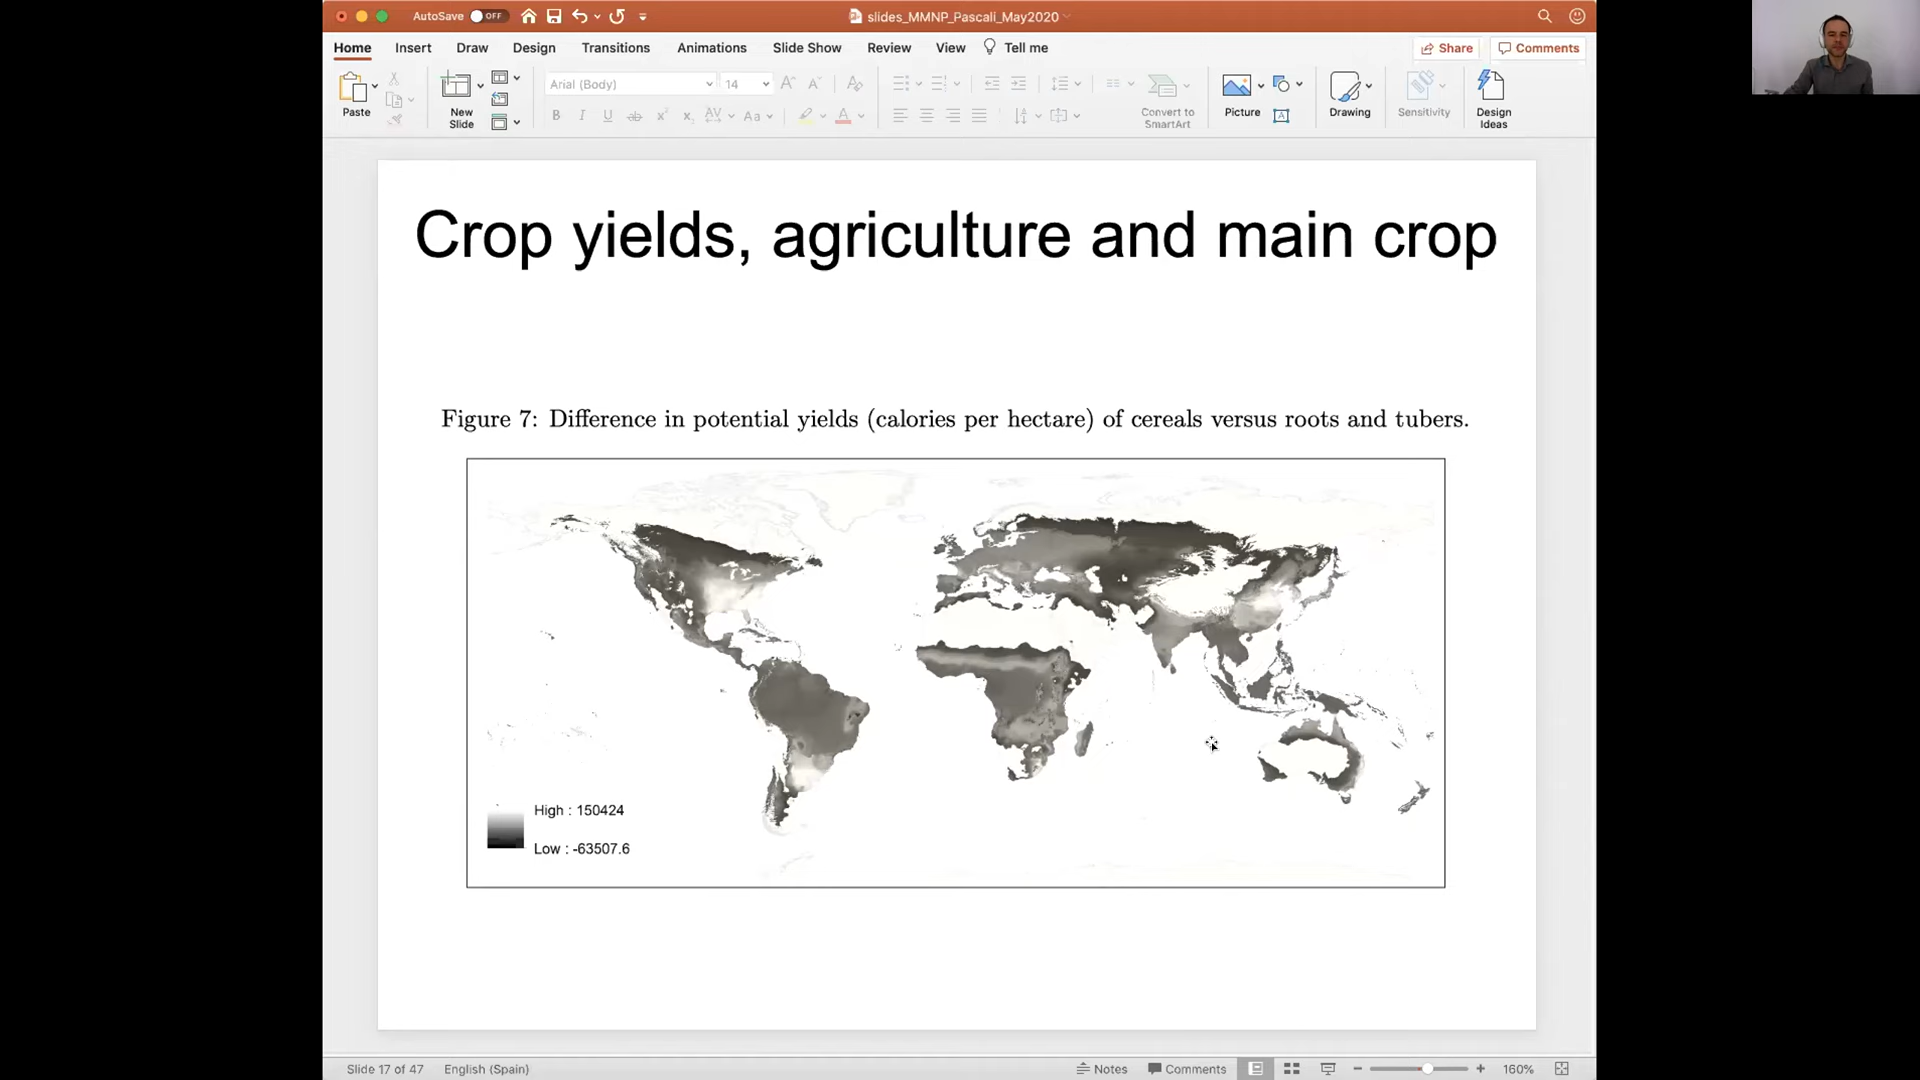 AutoSave OFF
slides_MMNP_Pascali_May2020
Home Insert Draw Design Transitions Animations Slide Show Review View Tell me
Share Comments
Paste
New
Slide
Arial (Body) 14
Convert to
SmartArt
Picture
Drawing
Sensitivity
Design
Ideas
Crop yields, agriculture and main crop
Figure 7: Difference in potential yields (calories per hectare) of cereals versus roots and tubers.
High : 150424
Low : -63507.6
Slide 17 of 47 English (Spain) Notes Comments 160%